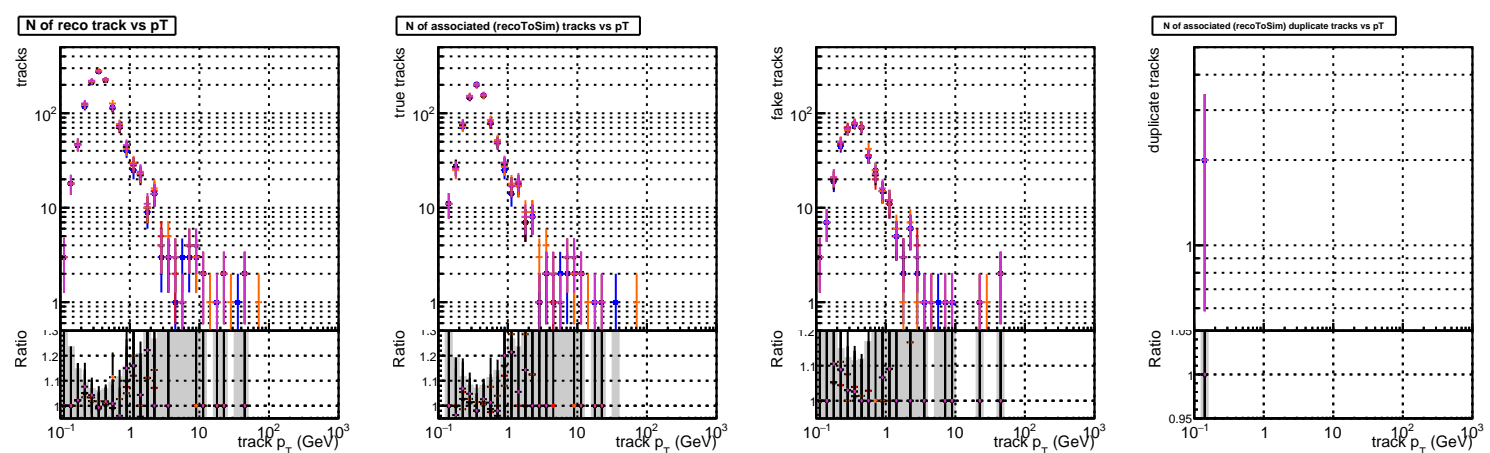 N of reco track vs pT
tracks
10²
10
1
Ratio
1.3
1.2
1.1
1
10⁻¹ 1 10 10² 10³
track p_T (GeV)
N of associated (recoToSim) tracks vs pT
true tracks
10²
10
1
Ratio
1.3
1.2
1.1
1
10⁻¹ 1 10 10² 10³
track p_T (GeV)
fake tracks
10²
10
1
Ratio
1.2
1.1
1
10⁻¹ 1 10 10² 10³
track p_T (GeV)
N of associated (recoToSim) duplicate tracks vs pT
duplicate tracks
1
Ratio
1.05
1
0.95
10⁻¹ 1 10 10² 10³
track p_T (GeV)